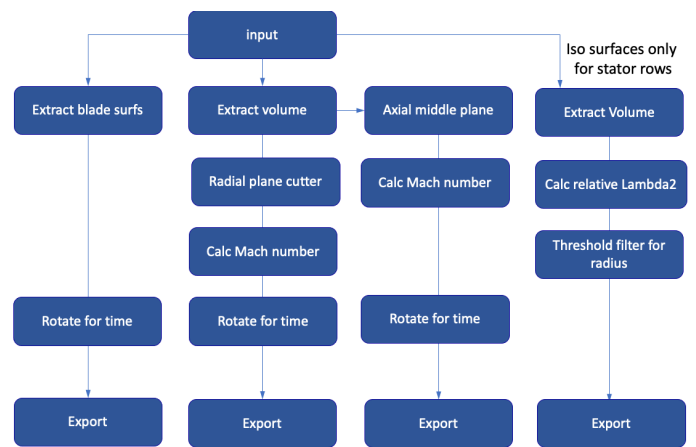 input
Iso surfaces only
for stator rows
Extract blade surfs
Extract volume
Axial middle plane
Extract Volume
Radial plane cutter
Calc Mach number
Calc relative Lambda2
Calc Mach number
Threshold filter for
radius
Rotate for time
Rotate for time
Rotate for time
Export
Export
Export
Export